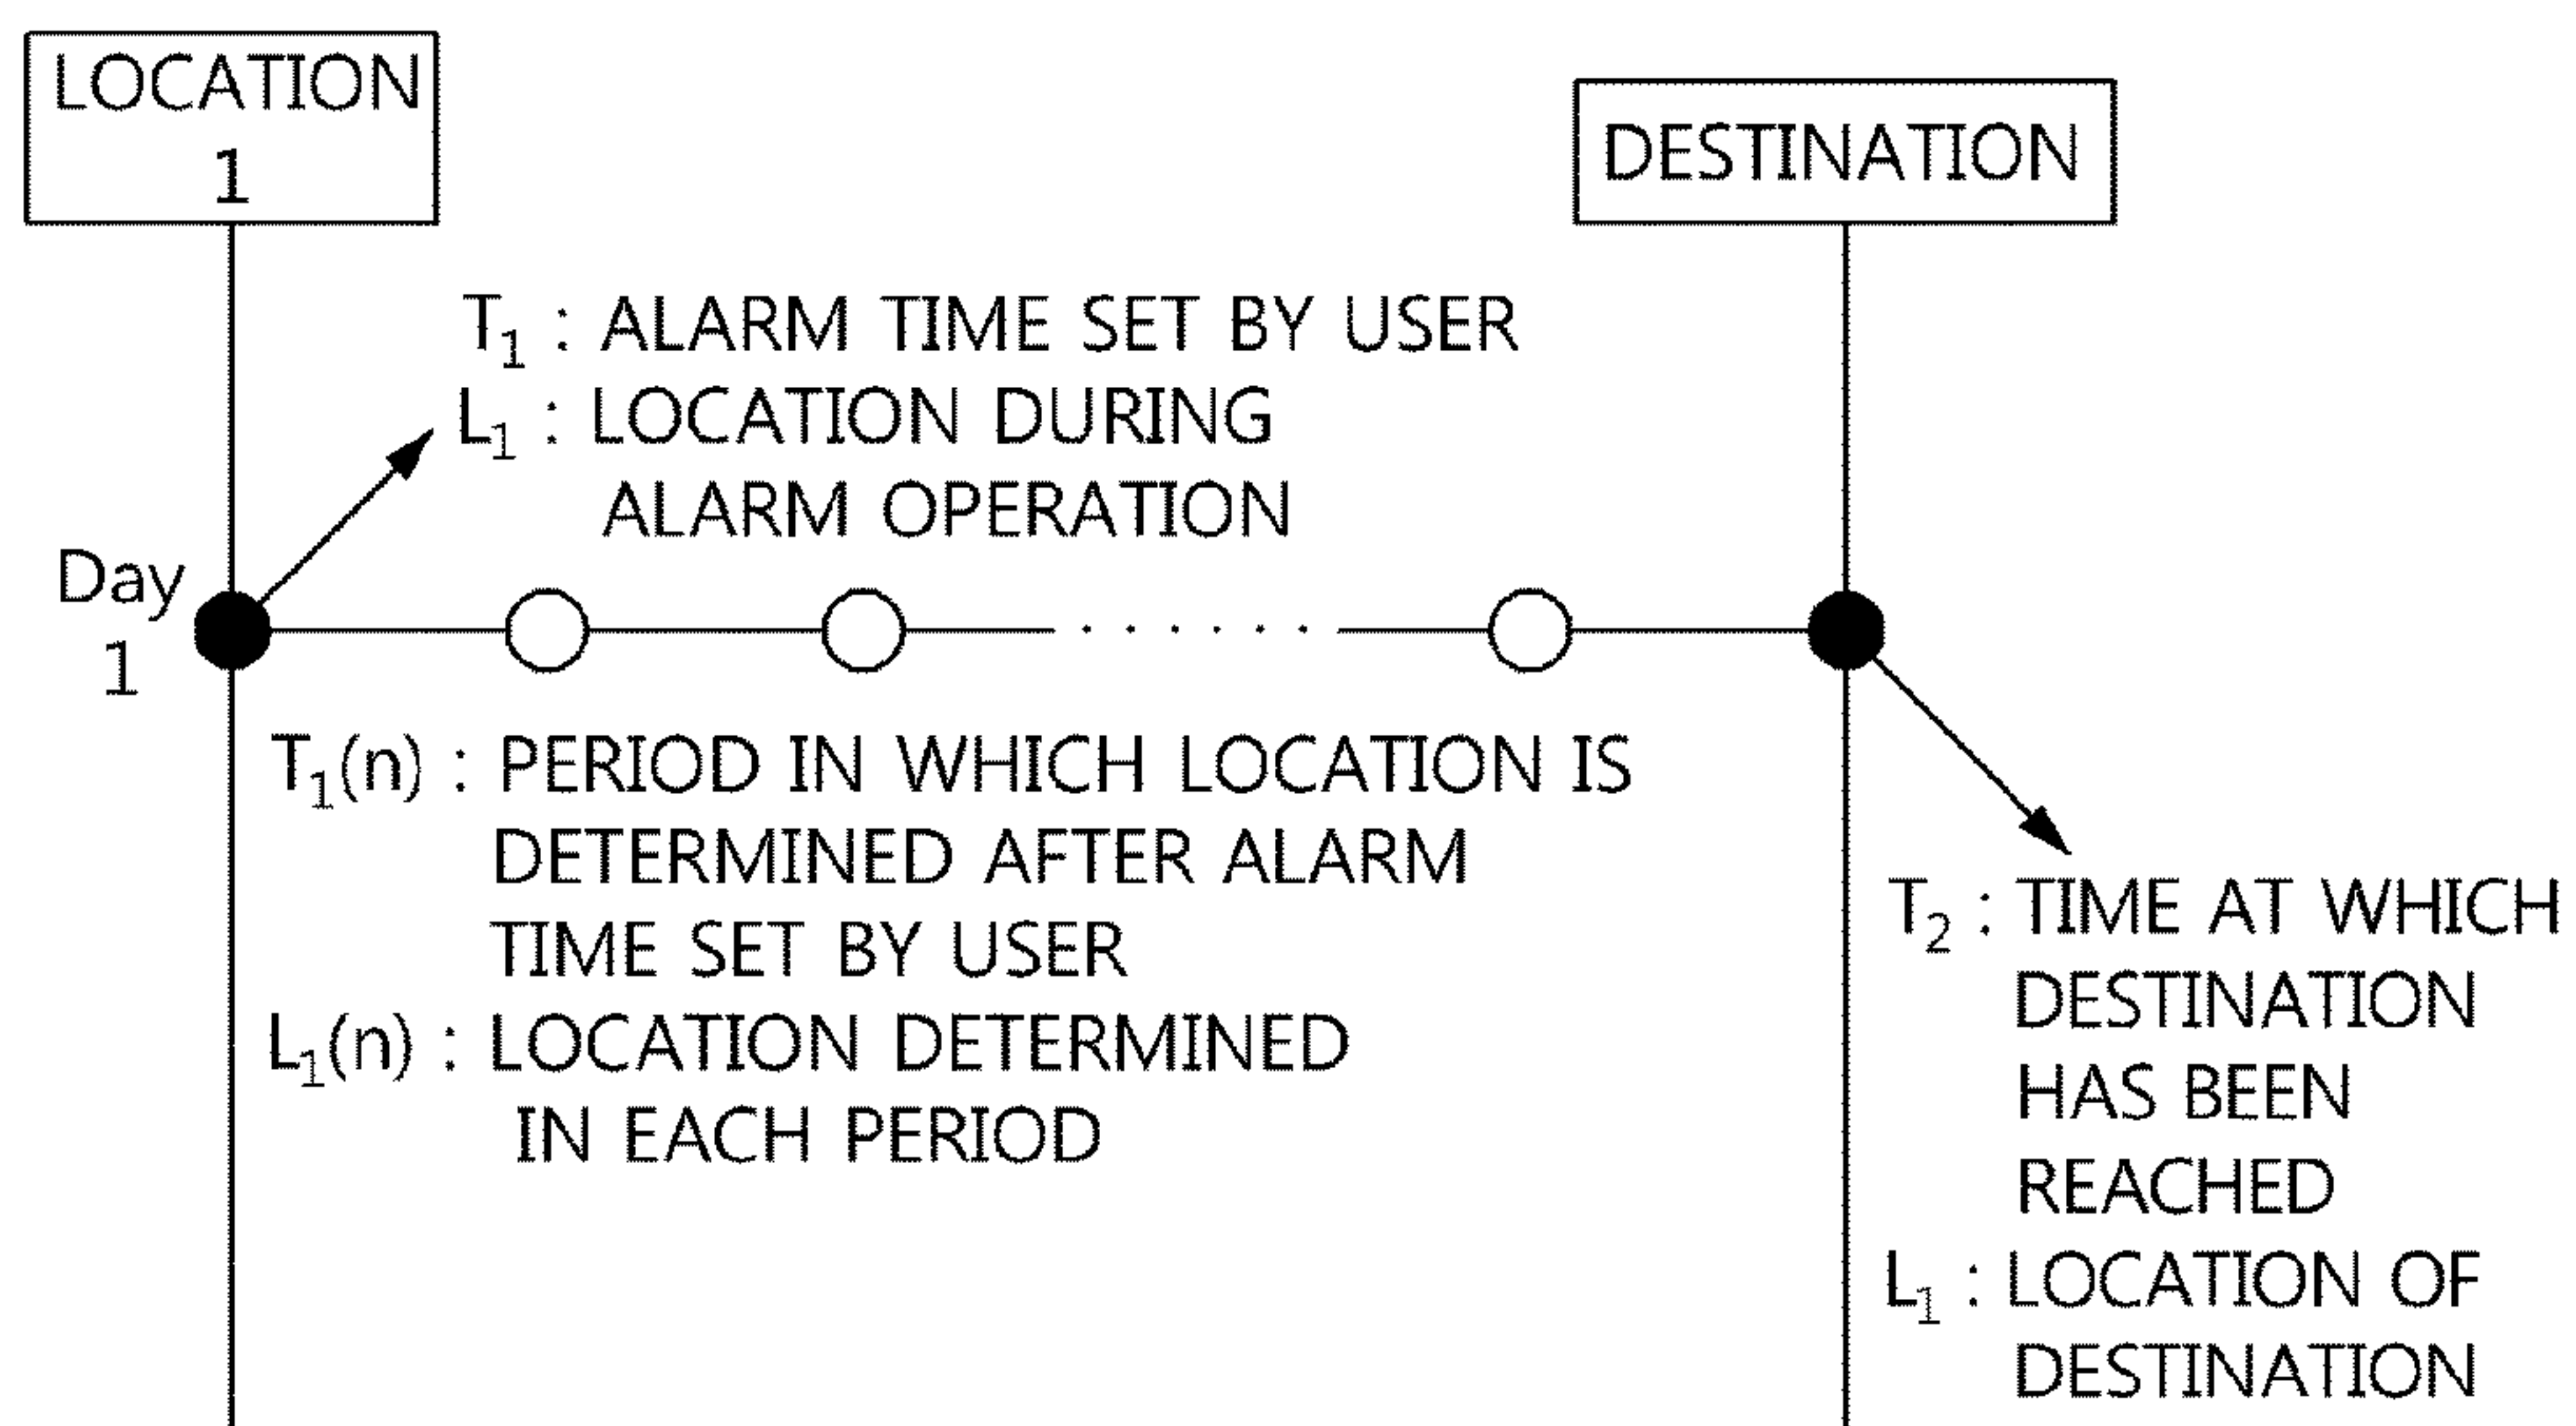 LOCATION
1
DESTINATION
T₁ : ALARM TIME SET BY USER
L₁ : LOCATION DURING
ALARM OPERATION
Day
1
T₁(n) : PERIOD IN WHICH LOCATION IS
DETERMINED AFTER ALARM
TIME SET BY USER
L₁(n) : LOCATION DETERMINED
IN EACH PERIOD
T₂ : TIME AT WHICH
DESTINATION
HAS BEEN
REACHED
L₁ : LOCATION OF
DESTINATION